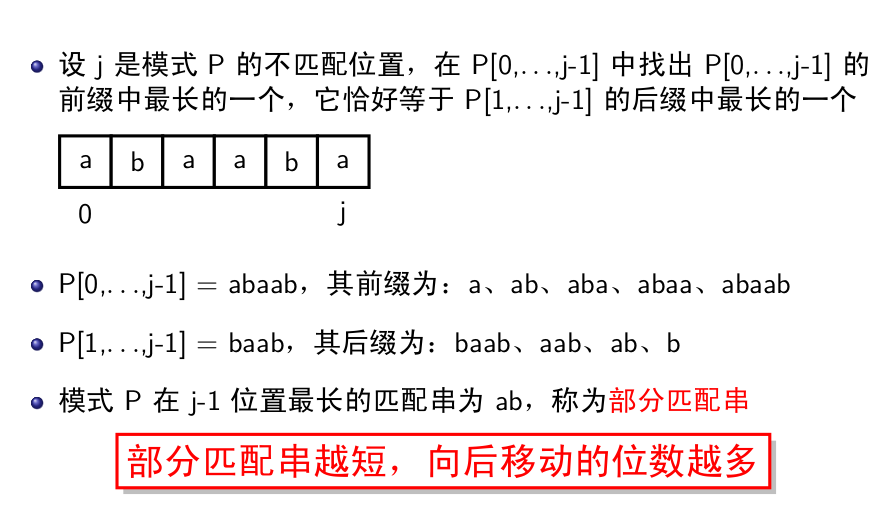 设 j 是模式 P 的不匹配位置，在 P[0,...,j-1] 中找出 P[0,...,j-1] 的
前缀中最长的一个，它恰好等于 P[1,...,j-1] 的后缀中最长的一个
a b a a b a
0 j
P[0,...,j-1] = abaab，其前缀为：a、ab、aba、abaa、abaab
P[1,...,j-1] = baab，其后缀为：baab、aab、ab、b
模式 P 在 j-1 位置最长的匹配串为 ab，称为部分匹配串
部分匹配串越短，向后移动的位数越多